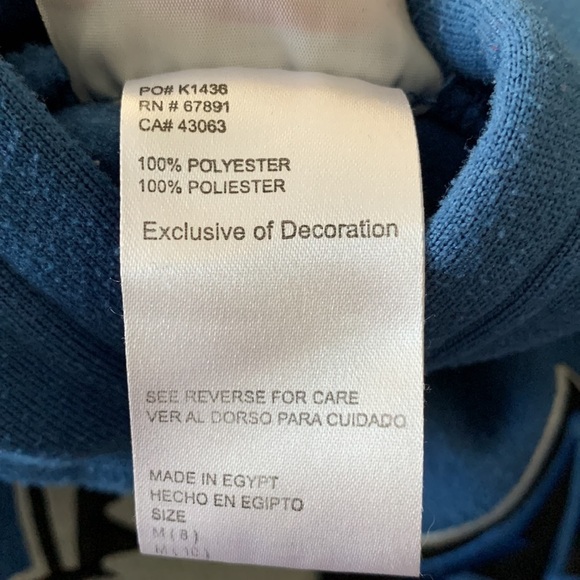 PO# K1436
RN # 67891
CA# 43063
100% POLYESTER
100% POLIESTER
Exclusive of Decoration
SEE REVERSE FOR CARE
VER AL DORSO PARA CUIDADO
MADE IN EGYPT
HECHO EN EGIPTO
SIZE
M ( 8 )
M ( 10 )